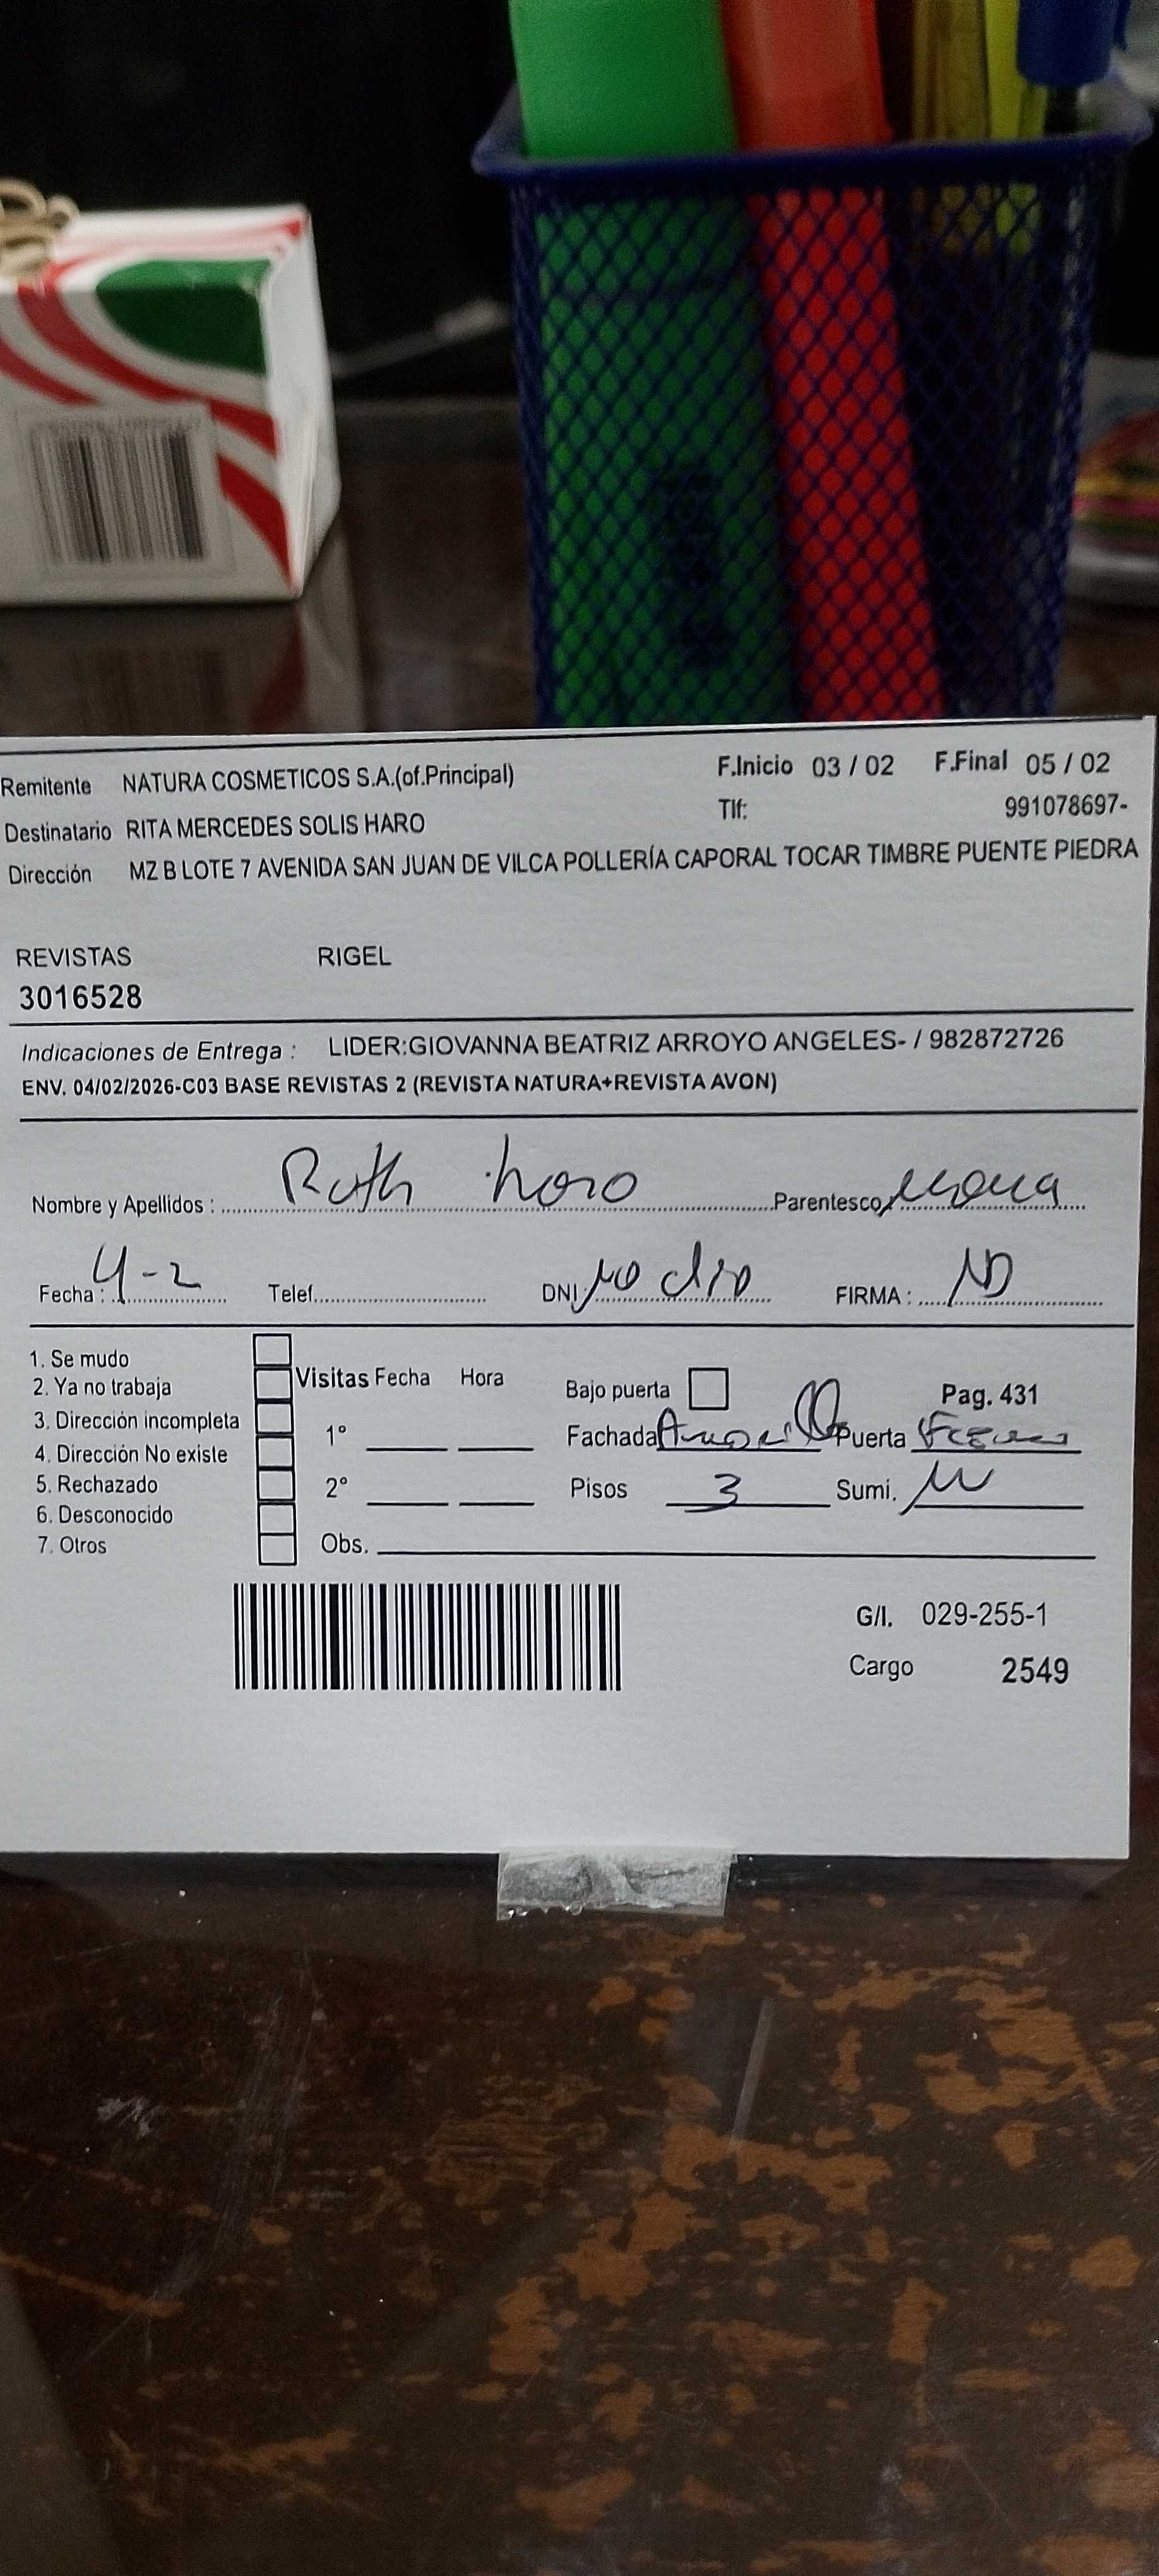 Remitente NATURA COSMETICOS S.A.(of.Principal) F.Inicio 03 / 02 F.Final 05 / 02
Destinatario RITA MERCEDES SOLIS HARO Tlf: 991078697-
Dirección MZ B LOTE 7 AVENIDA SAN JUAN DE VILCA POLLERÍA CAPORAL TOCAR TIMBRE PUENTE PIEDRA
REVISTAS RIGEL
3016528
Indicaciones de Entrega : LIDER:GIOVANNA BEATRIZ ARROYO ANGELES- / 982872726
ENV. 04/02/2026-C03 BASE REVISTAS 2 (REVISTA NATURA+REVISTA AVON)
Nombre y Apellidos : Ruth haro Parentesco
Fecha : 4-2 Telef. DNI no dio FIRMA :
1. Se mudo
2. Ya no trabaja Visitas Fecha Hora Bajo puerta Pag. 431
3. Dirección incompleta 1° Fachada Amarillo Puerta
4. Dirección No existe
5. Rechazado 2° Pisos 3 Sumi.
6. Desconocido
7. Otros Obs.
G/I. 029-255-1
Cargo 2549